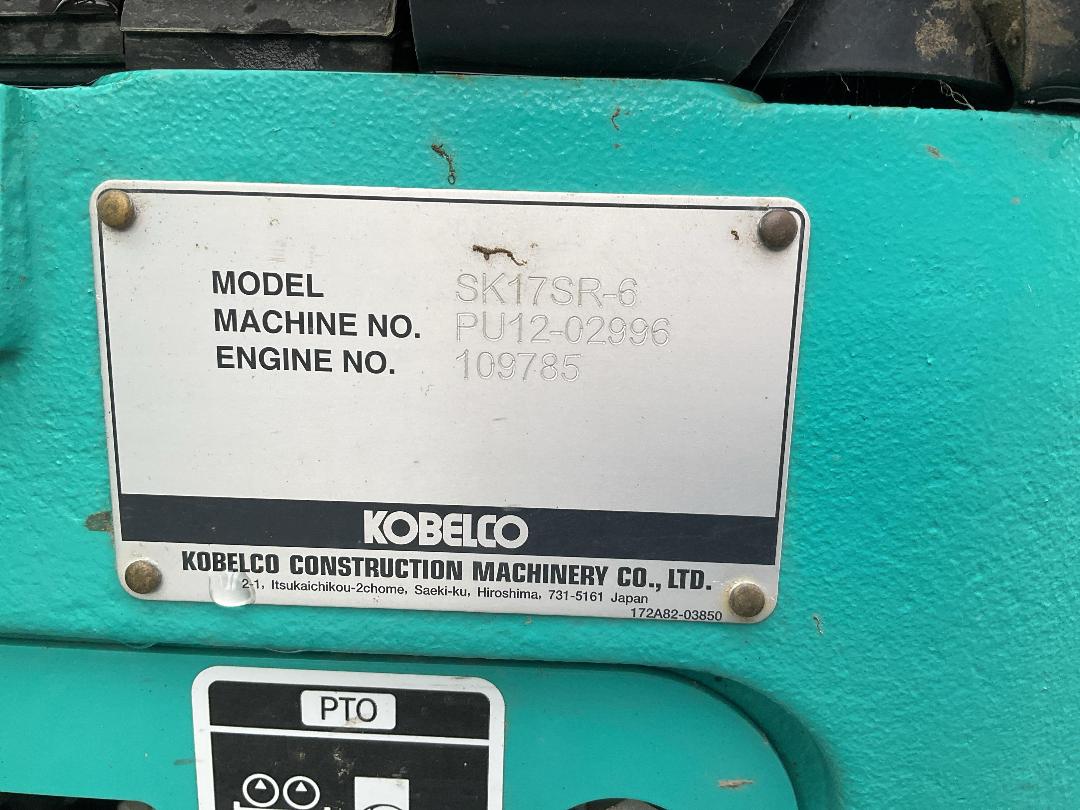 MODEL SK17SR-6
MACHINE NO. PU12-02996
ENGINE NO. 109785
KOBELCO
KOBELCO CONSTRUCTION MACHINERY CO., LTD.
2-1, Itsukaichikou-2chome, Saeki-ku, Hiroshima, 731-5161 Japan
172A82-03850
PTO